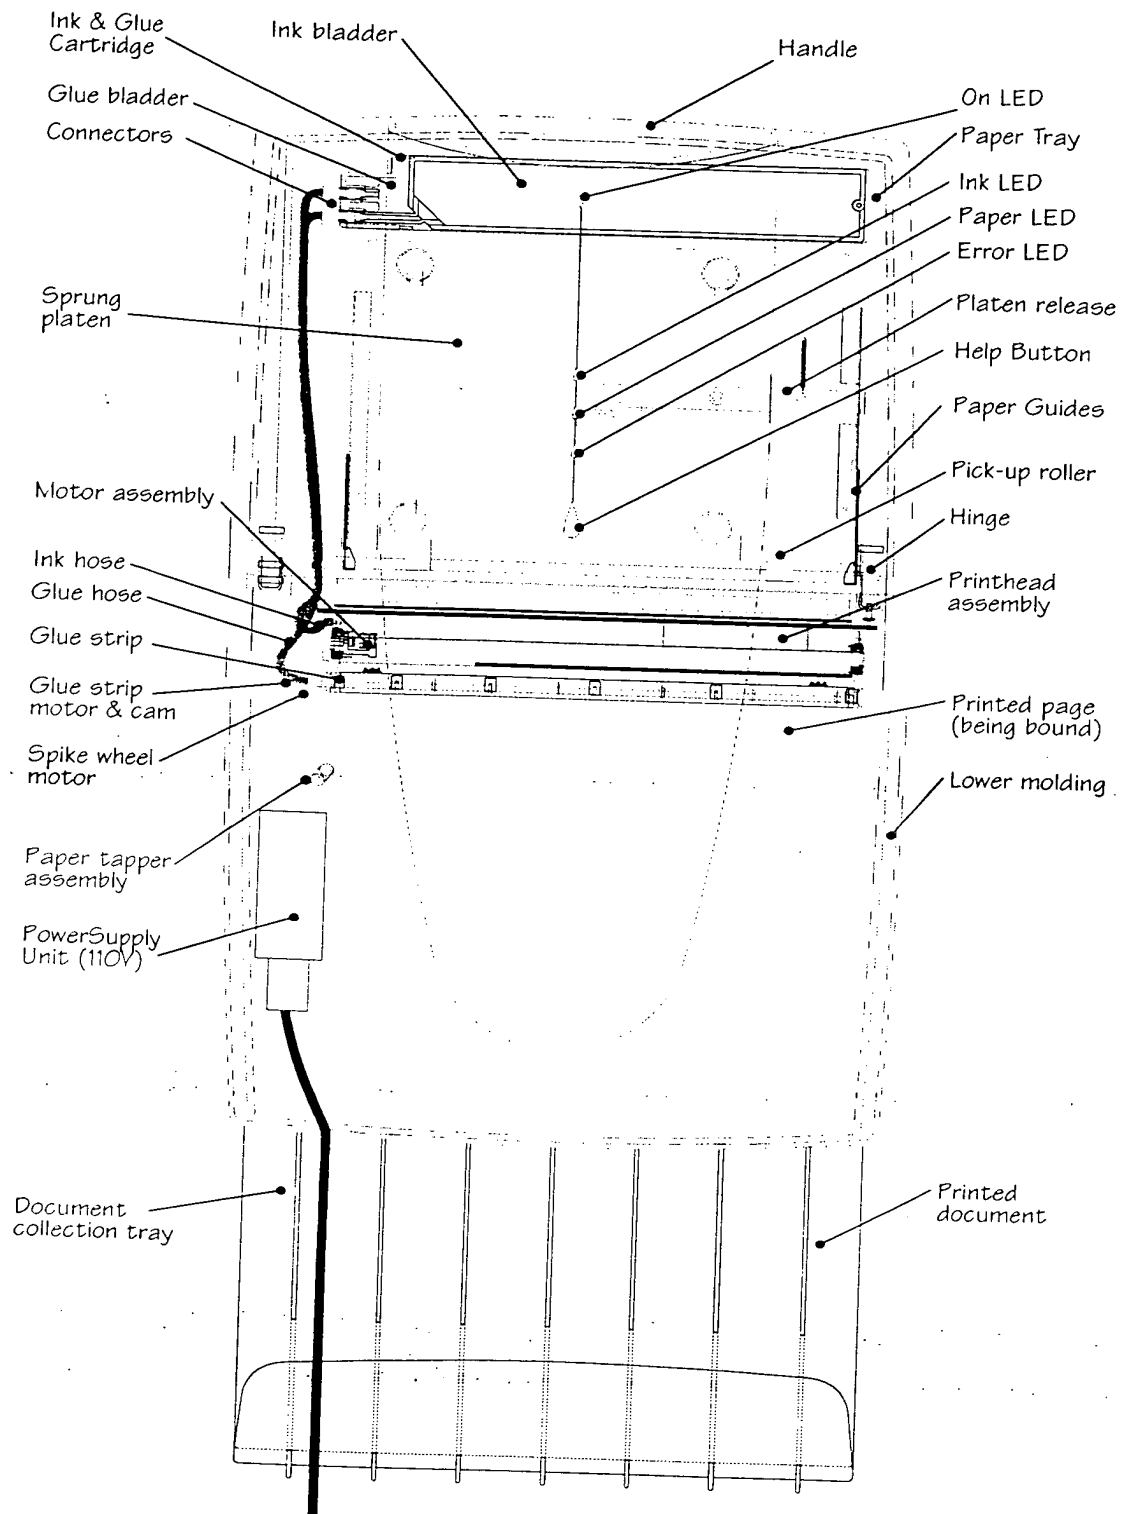 Ink & Glue
Cartridge
Ink bladder
Handle
Glue bladder
On LED
Connectors
Paper Tray
Ink LED
Paper LED
Error LED
Sprung
platen
Platen release
Help Button
Paper Guides
Motor assembly
Pick-up roller
Hinge
Ink hose
Glue hose
Printhead
assembly
Glue strip
Glue strip
motor & cam
Printed page
(being bound)
Spike wheel
motor
Lower molding
Paper tapper
assembly
PowerSupply
Unit (110V)
Document
collection tray
Printed
document